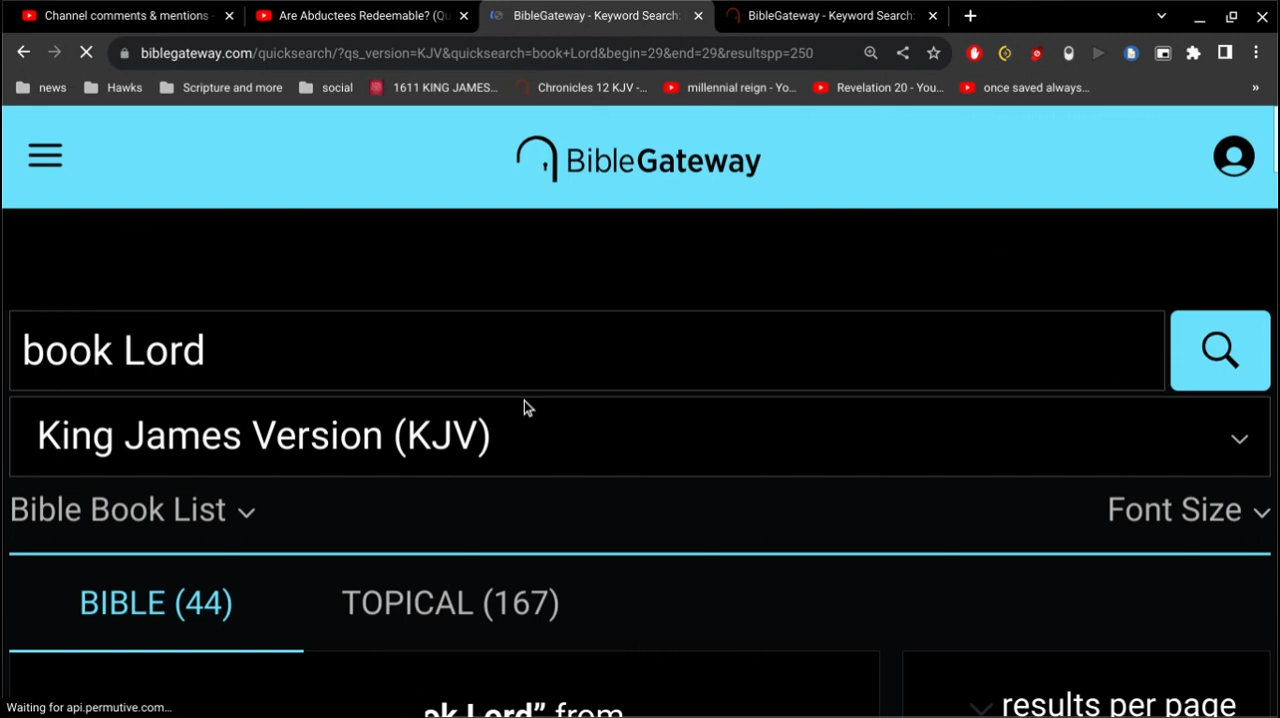 Channel comments & mentions -
Are Abductees Redeemable? (Qu
BibleGateway - Keyword Search:
BibleGateway - Keyword Search:
biblegateway.com/quicksearch/?qs_version=KJV&quicksearch=book+Lord&begin=29&end=29&resultspp=250
news Hawks Scripture and more social 1611 KING JAMES... Chronicles 12 KJV -... millennial reign - Yo... Revelation 20 - You... once saved always... »
BibleGateway
book Lord
King James Version (KJV)
Bible Book List
Font Size
BIBLE (44) TOPICAL (167)
Lord” from
results per page
Waiting for api.permutive.com...